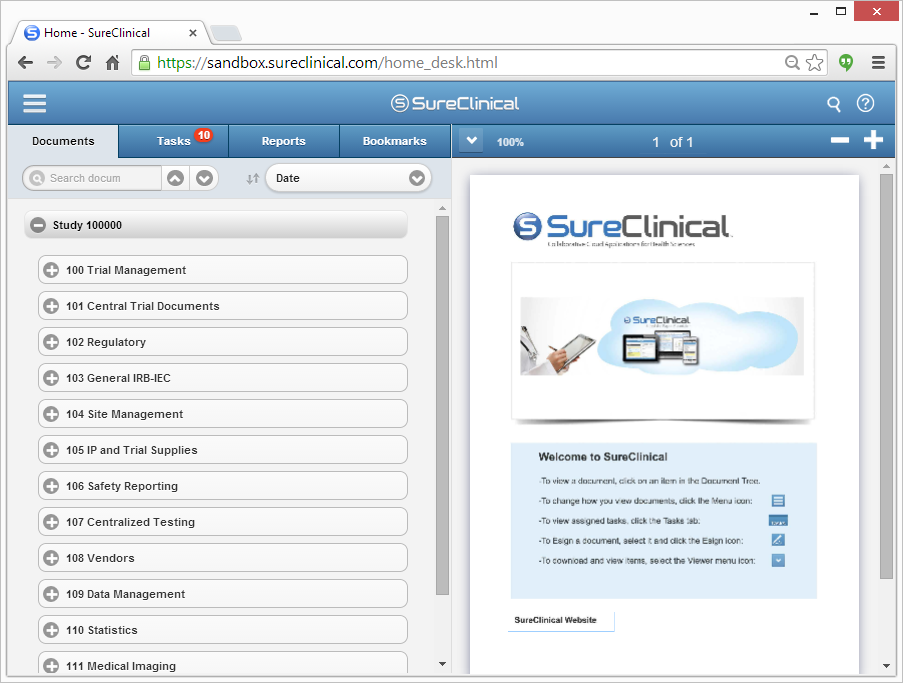 Home - SureClinical
https://sandbox.sureclinical.com/home_desk.html
SureClinical
Documents
Tasks
10
Reports
Bookmarks
100%
1 of 1
Search docum
Date
Study 100000
100 Trial Management
101 Central Trial Documents
102 Regulatory
103 General IRB-IEC
104 Site Management
105 IP and Trial Supplies
106 Safety Reporting
107 Centralized Testing
108 Vendors
109 Data Management
110 Statistics
111 Medical Imaging
SureClinical
Collaborative Cloud Applications for Health Sciences
SureClinical
Welcome to SureClinical
-To view a document, click on an item in the Document Tree.
-To change how you view documents, click the Menu icon:
-To view assigned tasks, click the Tasks tab:
-To Esign a document, select it and click the Esign icon:
-To download and view items, select the Viewer menu icon:
SureClinical Website